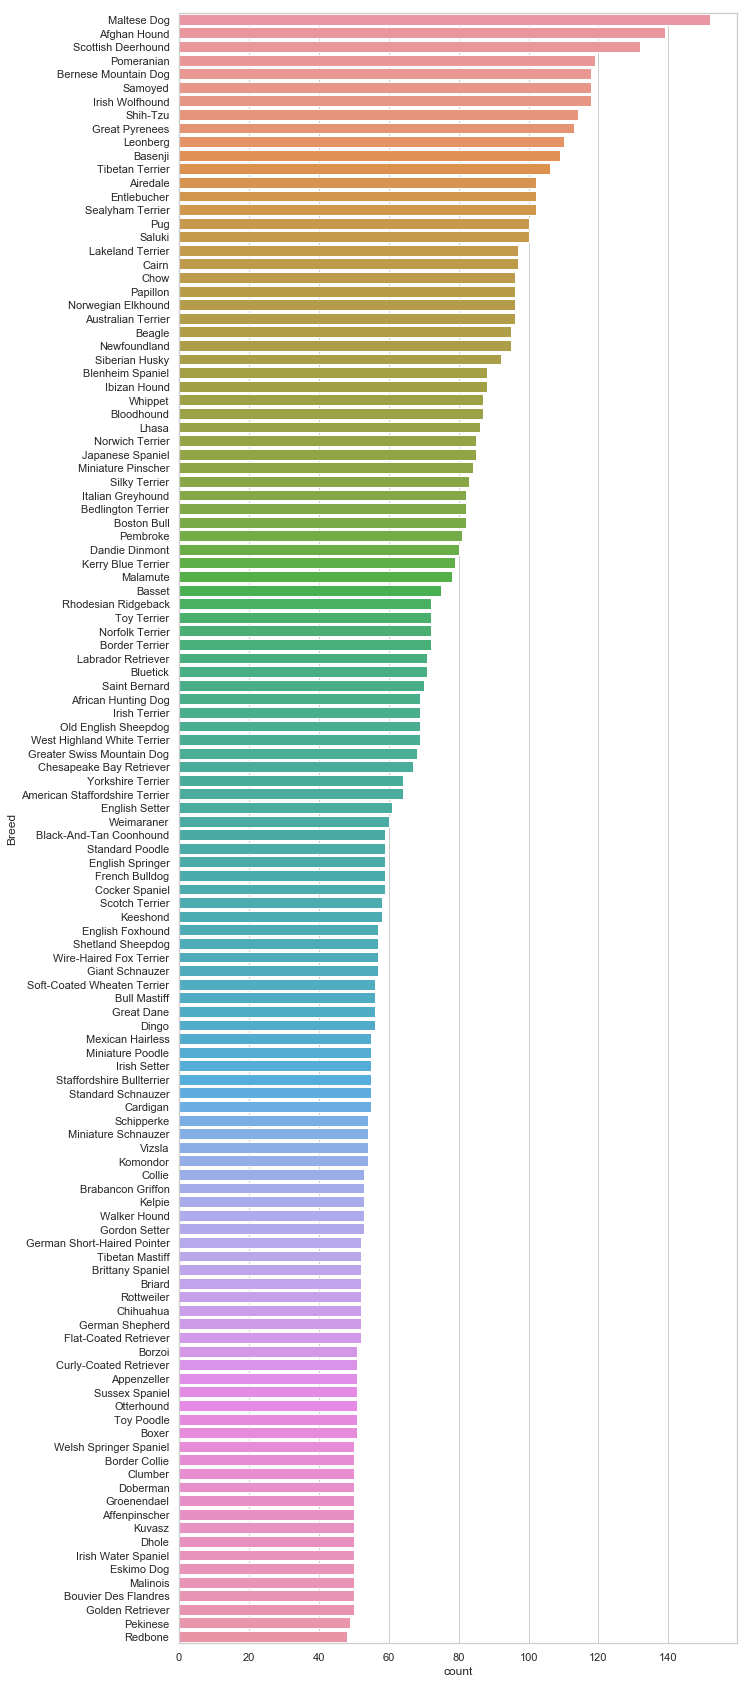 Maltese Dog
Afghan Hound
Scottish Deerhound
Pomeranian
Bernese Mountain Dog
Samoyed
Irish Wolfhound
Shih-Tzu
Great Pyrenees
Leonberg
Basenji
Tibetan Terrier
Airedale
Entlebucher
Sealyham Terrier
Pug
Saluki
Lakeland Terrier
Cairn
Chow
Papillon
Norwegian Elkhound
Australian Terrier
Beagle
Newfoundland
Siberian Husky
Blenheim Spaniel
Ibizan Hound
Whippet
Bloodhound
Lhasa
Norwich Terrier
Japanese Spaniel
Miniature Pinscher
Silky Terrier
Italian Greyhound
Bedlington Terrier
Boston Bull
Pembroke
Dandie Dinmont
Kerry Blue Terrier
Malamute
Basset
Rhodesian Ridgeback
Toy Terrier
Norfolk Terrier
Border Terrier
Labrador Retriever
Bluetick
Saint Bernard
African Hunting Dog
Irish Terrier
Old English Sheepdog
West Highland White Terrier
Greater Swiss Mountain Dog
Chesapeake Bay Retriever
Yorkshire Terrier
American Staffordshire Terrier
English Setter
Weimaraner
Black-And-Tan Coonhound
Standard Poodle
English Springer
French Bulldog
Cocker Spaniel
Scotch Terrier
Keeshond
English Foxhound
Shetland Sheepdog
Wire-Haired Fox Terrier
Giant Schnauzer
Soft-Coated Wheaten Terrier
Bull Mastiff
Great Dane
Dingo
Mexican Hairless
Miniature Poodle
Irish Setter
Staffordshire Bullterrier
Standard Schnauzer
Cardigan
Schipperke
Miniature Schnauzer
Vizsla
Komondor
Collie
Brabancon Griffon
Kelpie
Walker Hound
Gordon Setter
German Short-Haired Pointer
Tibetan Mastiff
Brittany Spaniel
Briard
Rottweiler
Chihuahua
German Shepherd
Flat-Coated Retriever
Borzoi
Curly-Coated Retriever
Appenzeller
Sussex Spaniel
Otterhound
Toy Poodle
Boxer
Welsh Springer Spaniel
Border Collie
Clumber
Doberman
Groenendael
Affenpinscher
Kuvasz
Dhole
Irish Water Spaniel
Eskimo Dog
Malinois
Bouvier Des Flandres
Golden Retriever
Pekinese
Redbone
Breed
0 20 40 60 80 100 120 140
count